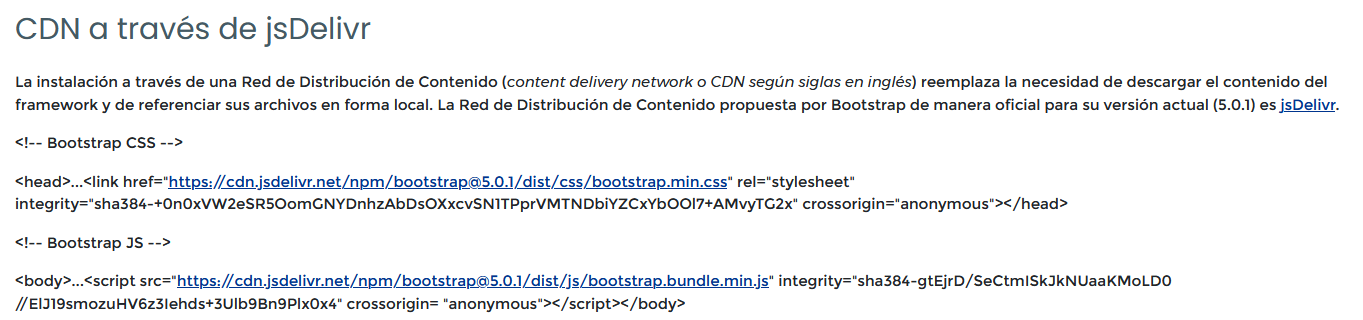 CDN a través de jsDelivr
La instalación a través de una Red de Distribución de Contenido (content delivery network o CDN según siglas en inglés) reemplaza la necesidad de descargar el contenido del
framework y de referenciar sus archivos en forma local. La Red de Distribución de Contenido propuesta por Bootstrap de manera oficial para su versión actual (5.0.1) es jsDelivr.
<!-- Bootstrap CSS -->
<head>...<link href="https://cdn.jsdelivr.net/npm/bootstrap@5.0.1/dist/css/bootstrap.min.css" rel="stylesheet"
integrity="sha384-+0n0xVW2eSR5OomGNYDnhzAbDsOXxcvSN1TPprVMTNDbiYZCxYbOOl7+AMvyTG2x" crossorigin="anonymous"></head>
<!-- Bootstrap JS -->
<body>...<script src="https://cdn.jsdelivr.net/npm/bootstrap@5.0.1/dist/js/bootstrap.bundle.min.js" integrity="sha384-gtEjrD/SeCtmISkJkNUaaKMoLD0
//ElJ19smozuHV6z3Iehds+3Ulb9Bn9Plx0x4" crossorigin= "anonymous"></script></body>